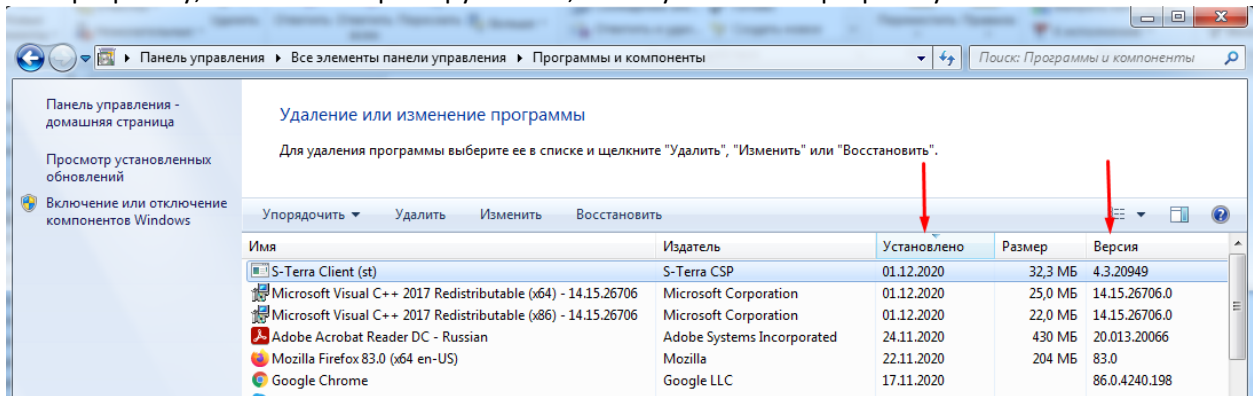 Панель управления ▸ Все элементы панели управления ▸ Программы и компоненты
Поиск: Программы и компоненты
Панель управления -
домашняя страница
Просмотр установленных
обновлений
Включение или отключение
компонентов Windows
Удаление или изменение программы
Для удаления программы выберите ее в списке и щелкните "Удалить", "Изменить" или "Восстановить".
Упорядочить Удалить Изменить Восстановить
Имя Издатель Установлено Размер Версия
S-Terra Client (st) S-Terra CSP 01.12.2020 32,3 МБ 4.3.20949
Microsoft Visual C++ 2017 Redistributable (x64) - 14.15.26706 Microsoft Corporation 01.12.2020 25,0 МБ 14.15.26706.0
Microsoft Visual C++ 2017 Redistributable (x86) - 14.15.26706 Microsoft Corporation 01.12.2020 22,0 МБ 14.15.26706.0
Adobe Acrobat Reader DC - Russian Adobe Systems Incorporated 24.11.2020 430 МБ 20.013.20066
Mozilla Firefox 83.0 (x64 en-US) Mozilla 22.11.2020 204 МБ 83.0
Google Chrome Google LLC 17.11.2020 86.0.4240.198